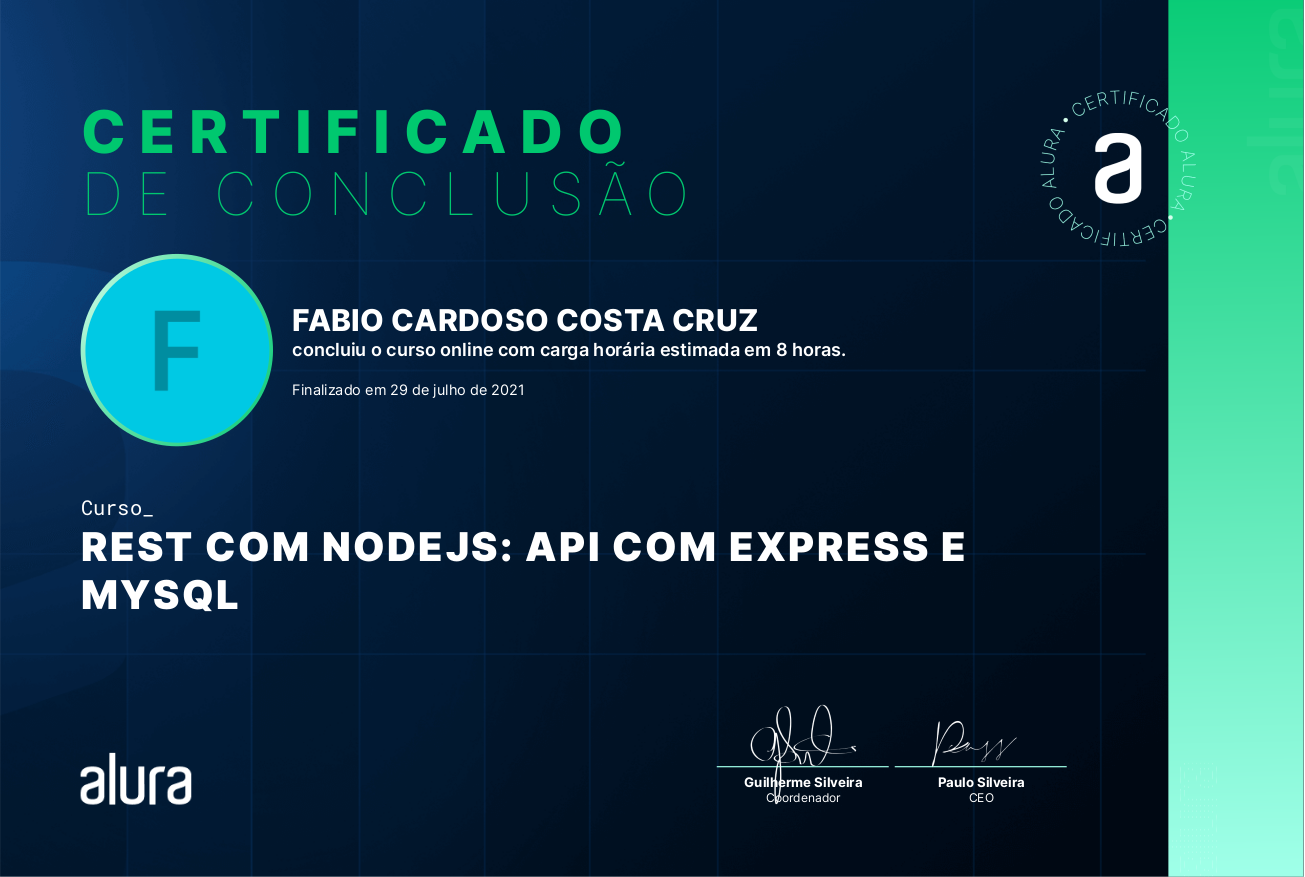 CERTIFICADO
DE CONCLUSÃO
CERTIFICADO ALURA • CERTIFICADO ALURA •
a
alura
F
FABIO CARDOSO COSTA CRUZ
concluiu o curso online com carga horária estimada em 8 horas.
Finalizado em 29 de julho de 2021
Curso_
REST COM NODEJS: API COM EXPRESS E
MYSQL
alura
Guilherme Silveira
Coordenador
Paulo Silveira
CEO